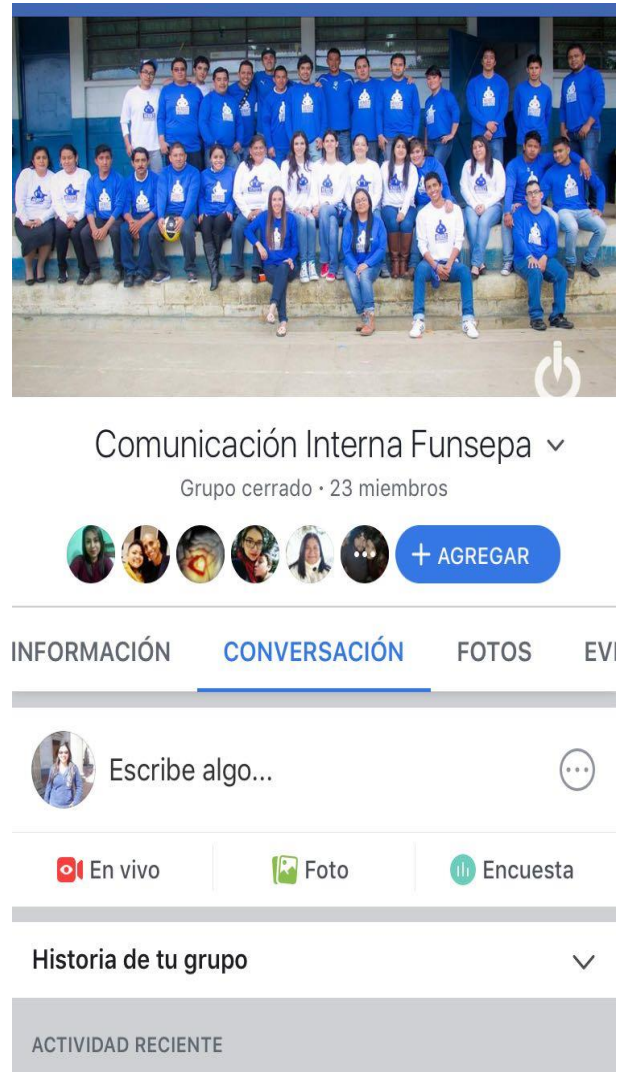 Comunicación Interna Funsepa
Grupo cerrado · 23 miembros
+ AGREGAR
INFORMACIÓN CONVERSACIÓN FOTOS EV
Escribe algo...
En vivo Foto Encuesta
Historia de tu grupo
ACTIVIDAD RECIENTE